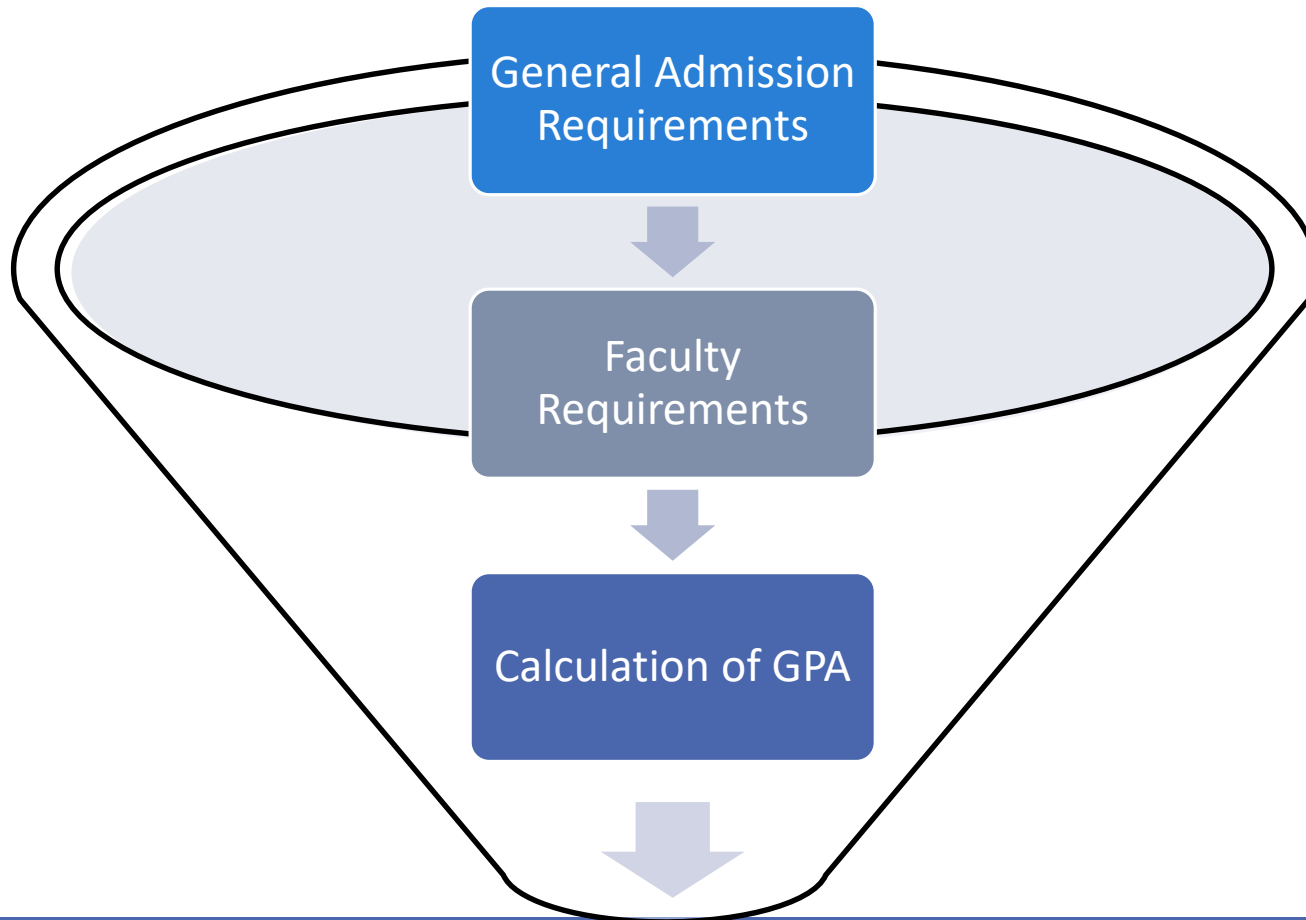 General Admission
Requirements
Faculty
Requirements
Calculation of GPA